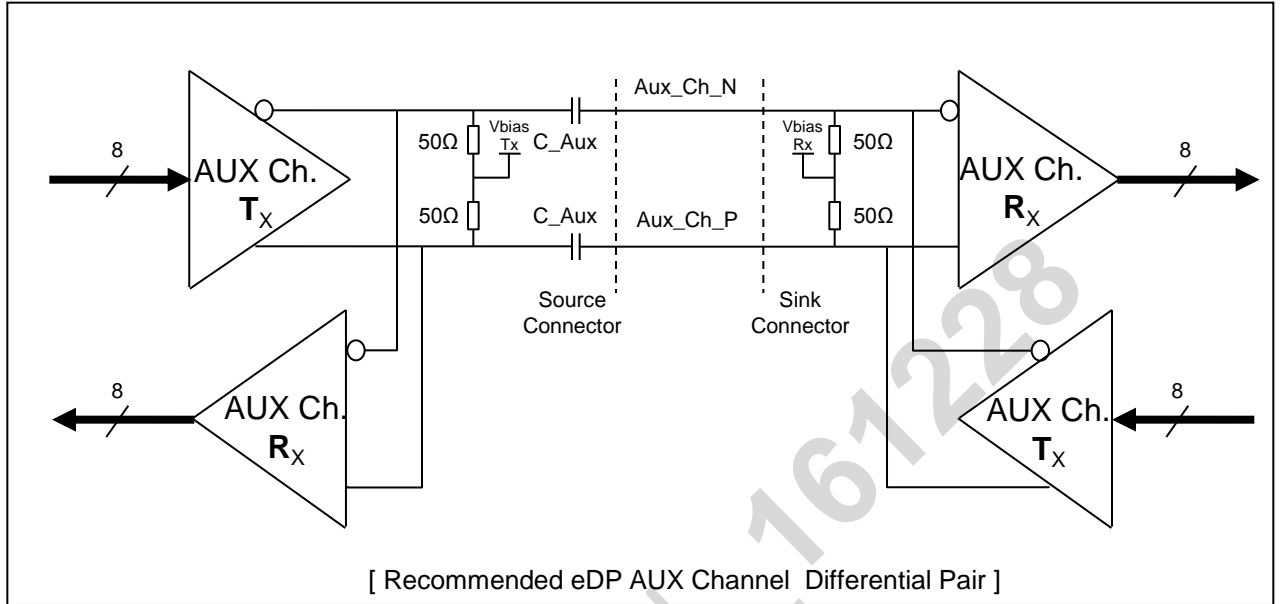 Aux_Ch_N
8
AUX Ch.
TX
50Ω
Vbias
Tx
C_Aux
Vbias
Rx
50Ω
AUX Ch.
RX
8
50Ω
C_Aux
Aux_Ch_P
50Ω
Source
Connector
Sink
Connector
8
AUX Ch.
RX
AUX Ch.
TX
8
161228
[ Recommended eDP AUX Channel Differential Pair ]